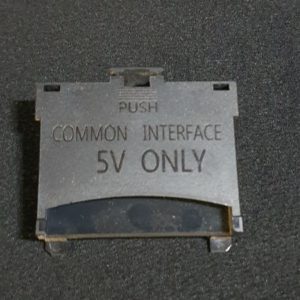 PUSH
COMMON INTERFACE
5V ONLY